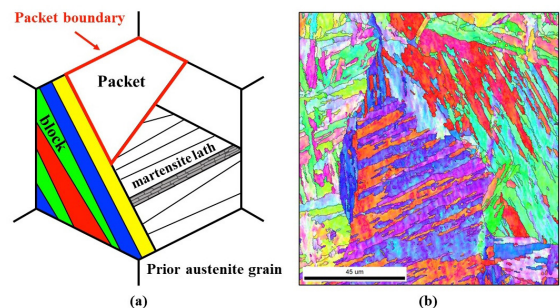 Packet boundary
Packet
block
martensite lath
Prior austenite grain
45 um
(a)
(b)